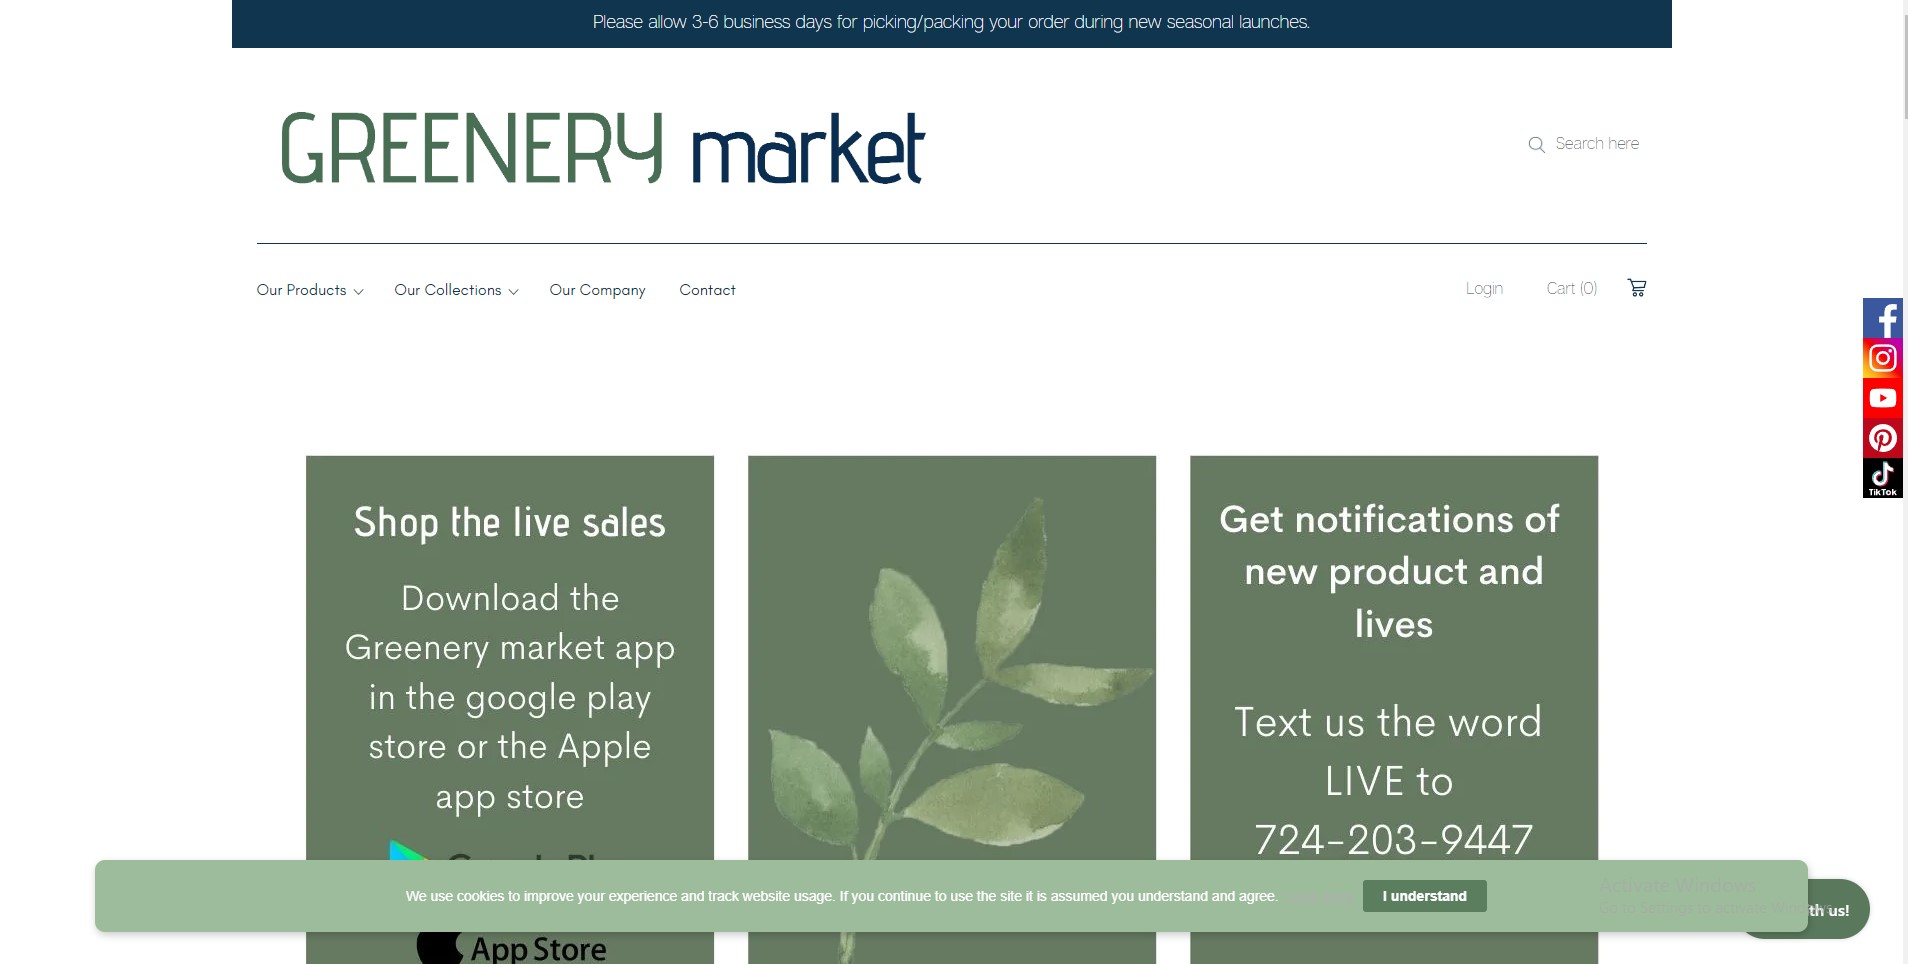 Please allow 3-6 business days for picking/packing your order during new seasonal launches.
GREENERY market
Search here
Our Products
Our Collections
Our Company
Contact
Login
Cart (0)
TikTok
Shop the live sales
Download the
Greenery market app
in the google play
store or the Apple
app store
App Store
Get notifications of
new product and
lives
Text us the word
LIVE to
724-203-9447
We use cookies to improve your experience and track website usage. If you continue to use the site it is assumed you understand and agree.
I understand
Activate Windows
Go to Settings to activate Windows.
us!